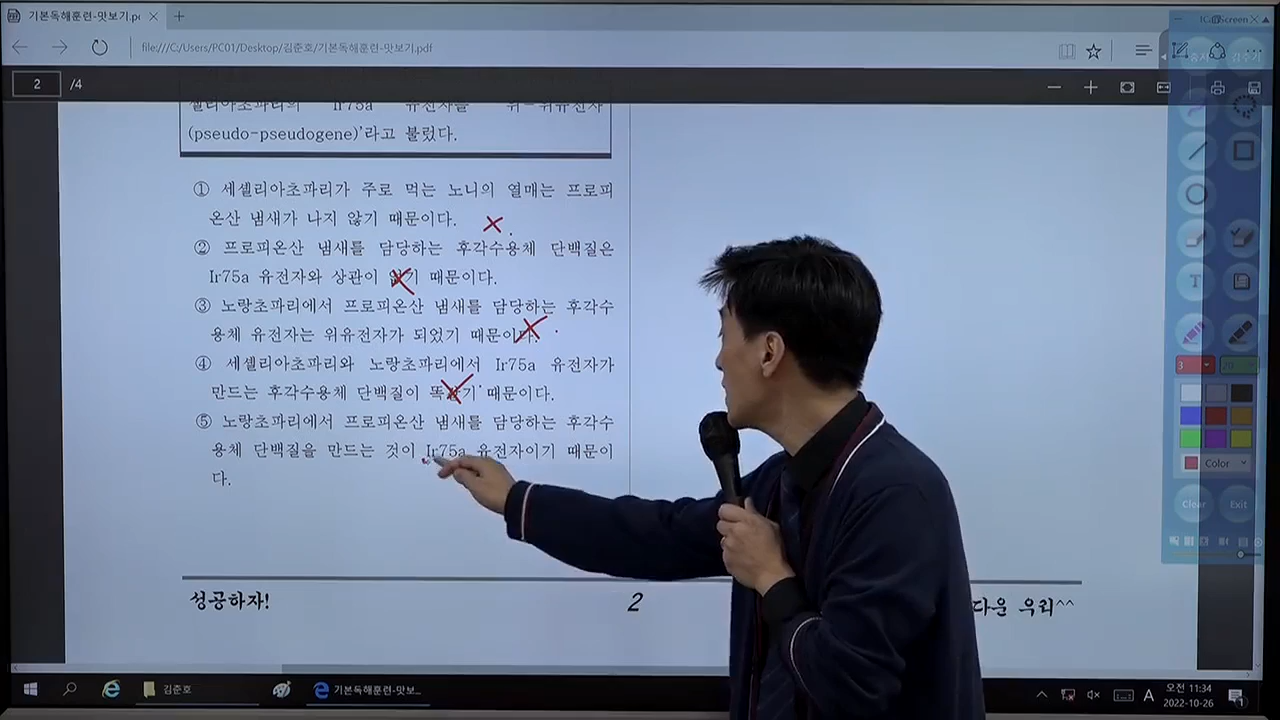 기본독해훈련-맛보기.pd
file:///C:/Users/PC01/Desktop/김준호/기본독해훈련-맛보기.pdf
2 /4
셀리아초파리의 Ir75a 유전자를 '위-위유전자
(pseudo-pseudogene)'라고 불렀다.
① 세셸리아초파리가 주로 먹는 노니의 열매는 프로피
온산 냄새가 나지 않기 때문이다.
② 프로피온산 냄새를 담당하는 후각수용체 단백질은
Ir75a 유전자와 상관이 없기 때문이다.
③ 노랑초파리에서 프로피온산 냄새를 담당하는 후각수
용체 유전자는 위유전자가 되었기 때문이다.
④ 세셸리아초파리와 노랑초파리에서 Ir75a 유전자가
만드는 후각수용체 단백질이 똑같기 때문이다.
⑤ 노랑초파리에서 프로피온산 냄새를 담당하는 후각수
용체 단백질을 만드는 것이 Ir75a 유전자이기 때문이
다.
성공하자!
2
다운 우리^^
T
3
20
Color
Clear Exit
김준호
기본독해훈련-맛보...
A
오전 11:34
2022-10-26